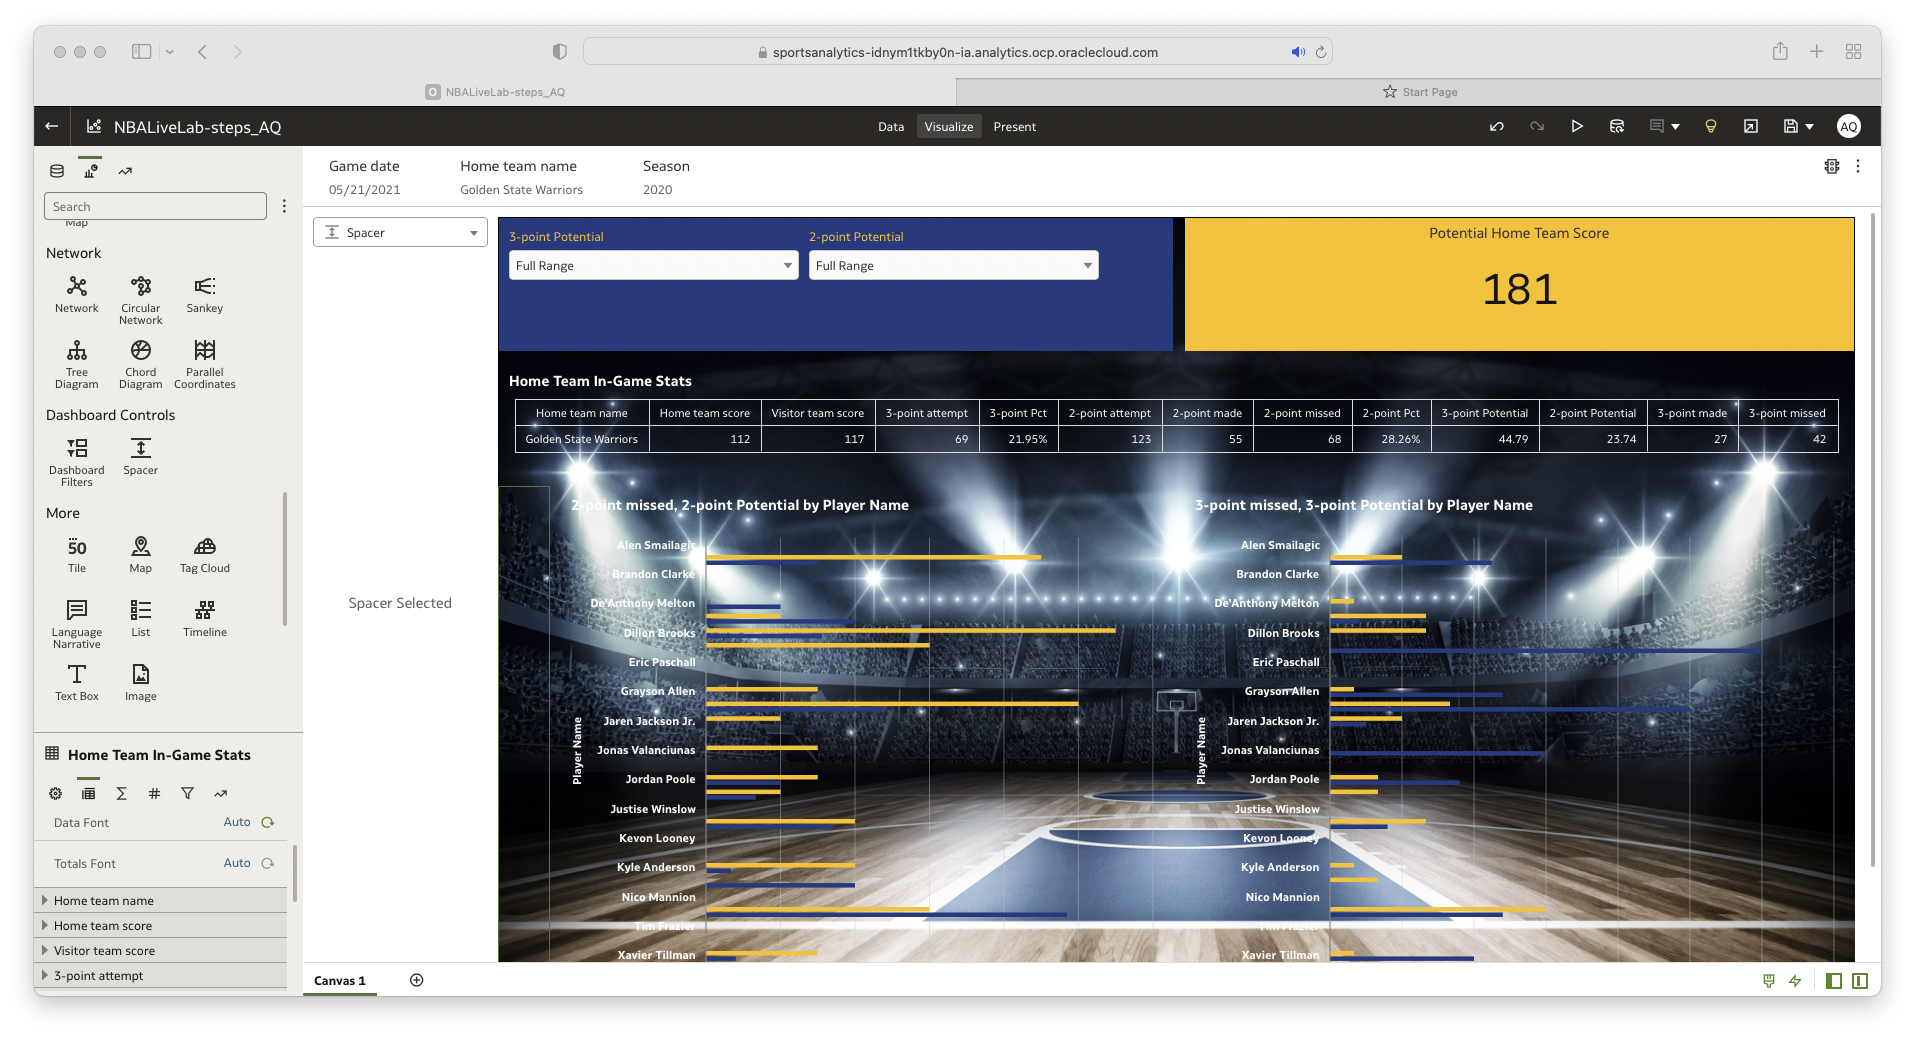 sportsanalytics-idnym1tkby0n-ia.analytics.ocp.oraclecloud.com
O NBALiveLab-steps_AQ
Start Page
NBALiveLab-steps_AQ
Data Visualize Present
AQ
Search
Map
Network
Network
Circular Network
Sankey
Tree Diagram
Chord Diagram
Parallel Coordinates
Dashboard Controls
Dashboard Filters
Spacer
More
50
Tile
Map
Tag Cloud
Language Narrative
List
Timeline
Text Box
Image
Home Team In-Game Stats
Data Font Auto
Totals Font Auto
Home team name
Home team score
Visitor team score
3-point attempt
Game date Home team name Season
05/21/2021 Golden State Warriors 2020
Spacer
Spacer Selected
3-point Potential 2-point Potential
Full Range Full Range
Potential Home Team Score
181
Home Team In-Game Stats
Home team name Home team score Visitor team score 3-point attempt 3-point Pct 2-point attempt 2-point made 2-point missed 2-point Pct 3-point Potential 2-point Potential 3-point made 3-point missed
Golden State Warriors 112 117 69 21.95% 123 55 68 28.26% 44.79 23.74 27 42
2-point missed, 2-point Potential by Player Name
Player Name
Alen Smailagic
Brandon Clarke
De'Anthony Melton
Dillon Brooks
Eric Paschall
Grayson Allen
Jaren Jackson Jr.
Jonas Valanciunas
Jordan Poole
Justise Winslow
Kevon Looney
Kyle Anderson
Nico Mannion
Tim Frazier
Xavier Tillman
3-point missed, 3-point Potential by Player Name
Player Name
Alen Smailagic
Brandon Clarke
De'Anthony Melton
Dillon Brooks
Eric Paschall
Grayson Allen
Jaren Jackson Jr.
Jonas Valanciunas
Jordan Poole
Justise Winslow
Kevon Looney
Kyle Anderson
Nico Mannion
Tim Frazier
Xavier Tillman
Canvas 1